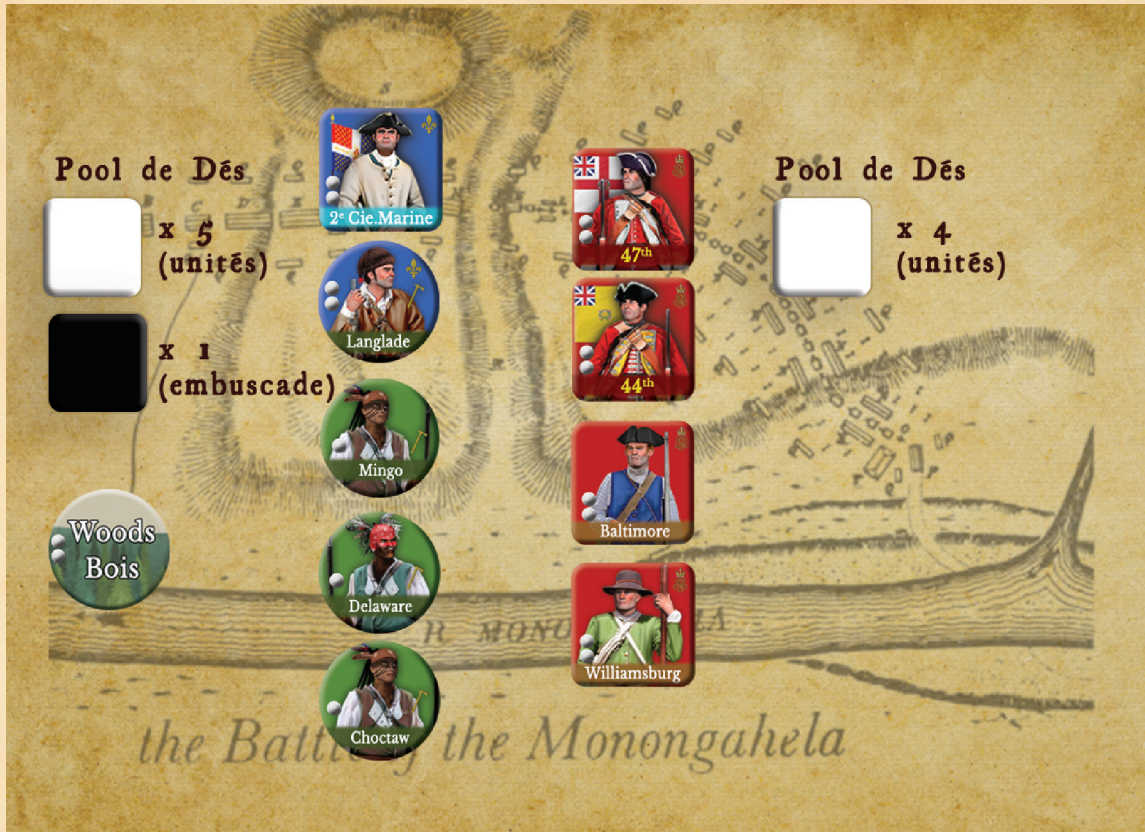 Pool de Dés
x 5
(unités)
x 1
(embuscade)
Woods
Bois
2e Cie.Marine
Langlade
Mingo
Delaware
Choctaw
47th
44th
Baltimore
Williamsburg
Pool de Dés
x 4
(unités)
the Battle of the Monongahela